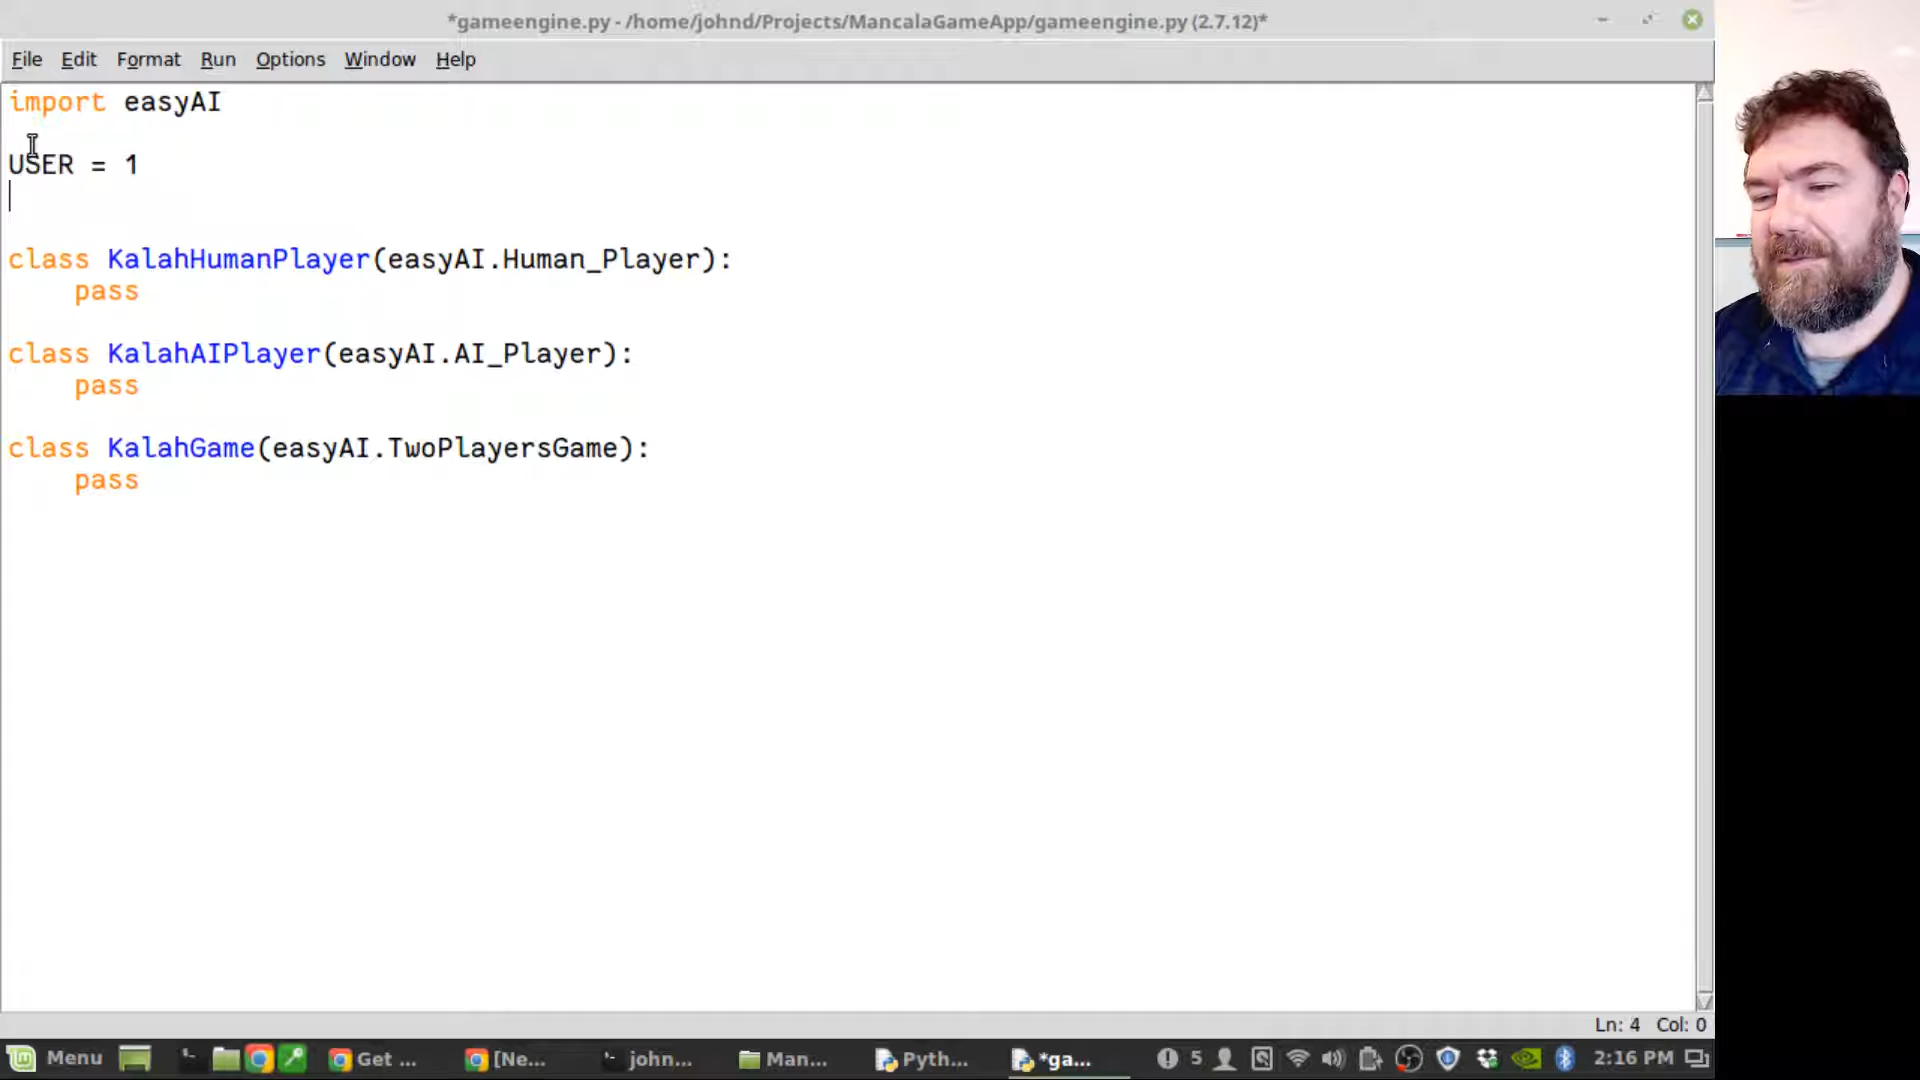 *gameengine.py - /home/johnd/Projects/MancalaGameApp/gameengine.py (2.7.12)*
File Edit Format Run Options Window Help
import easyAI
USER = 1
class KalahHumanPlayer(easyAI.Human_Player):
pass
class KalahAIPlayer(easyAI.AI_Player):
pass
class KalahGame(easyAI.TwoPlayersGame):
pass
Ln: 4 Col: 0
Menu Get ... [Ne... john... Man... Pyth... *ga... 5 2:16 PM